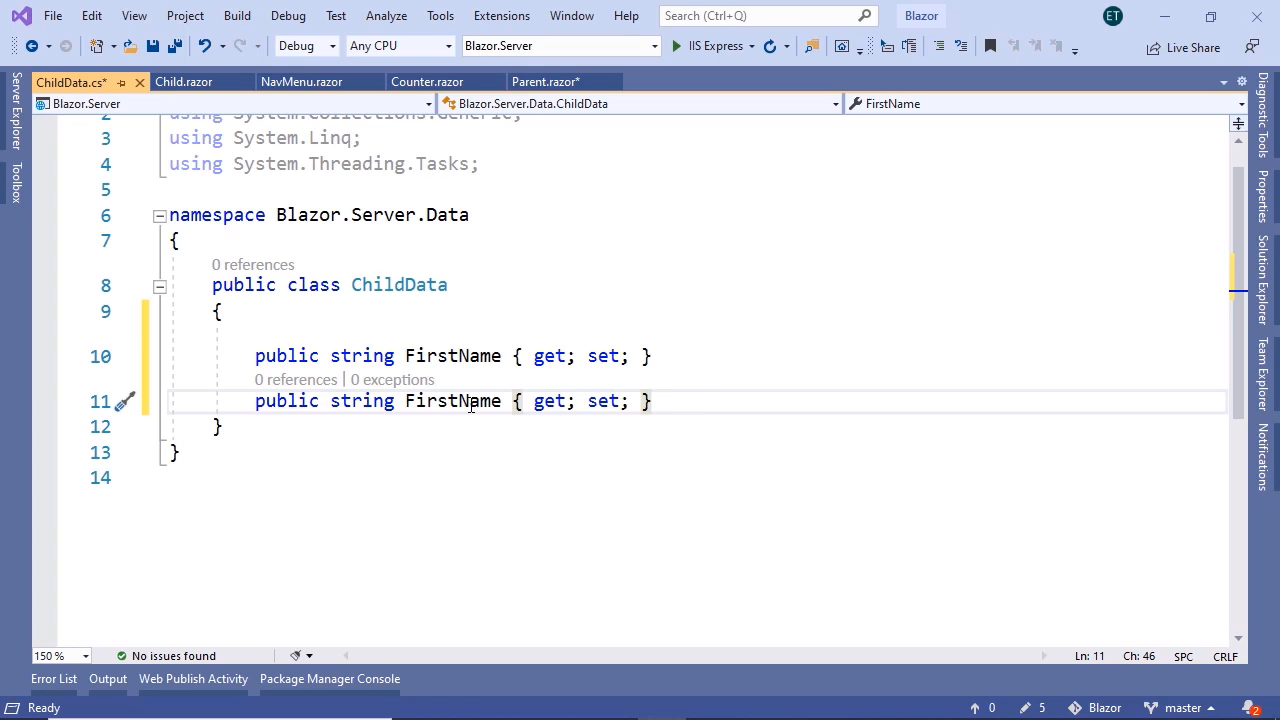 File Edit View Project Build Debug Test Analyze Tools Extensions Window Help Search (Ctrl+Q) Blazor ET
Debug Any CPU Blazor.Server IIS Express Live Share
ChildData.cs* Child.razor NavMenu.razor Counter.razor Parent.razor*
Blazor.Server Blazor.Server.Data.ChildData FirstName
2 using System.Collections.Generic;
3 using System.Linq;
4 using System.Threading.Tasks;
5
6 namespace Blazor.Server.Data
7 {
0 references
8 public class ChildData
9 {
10 public string FirstName { get; set; }
0 references | 0 exceptions
11 public string FirstName { get; set; }
12 }
13 }
14
150 % No issues found Ln: 11 Ch: 46 SPC CRLF
Error List Output Web Publish Activity Package Manager Console
Ready 0 5 Blazor master 2
Server Explorer
Toolbox
Diagnostic Tools
Properties
Solution Explorer
Team Explorer
Notifications